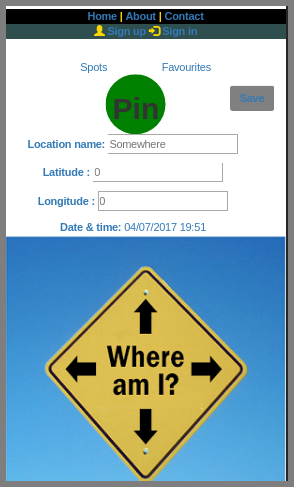 Home | About | Contact
Sign up Sign in
Spots Favourites
Pin
Save
Location name: Somewhere
Latitude : 0
Longitude : 0
Date & time: 04/07/2017 19:51
Where
am I?